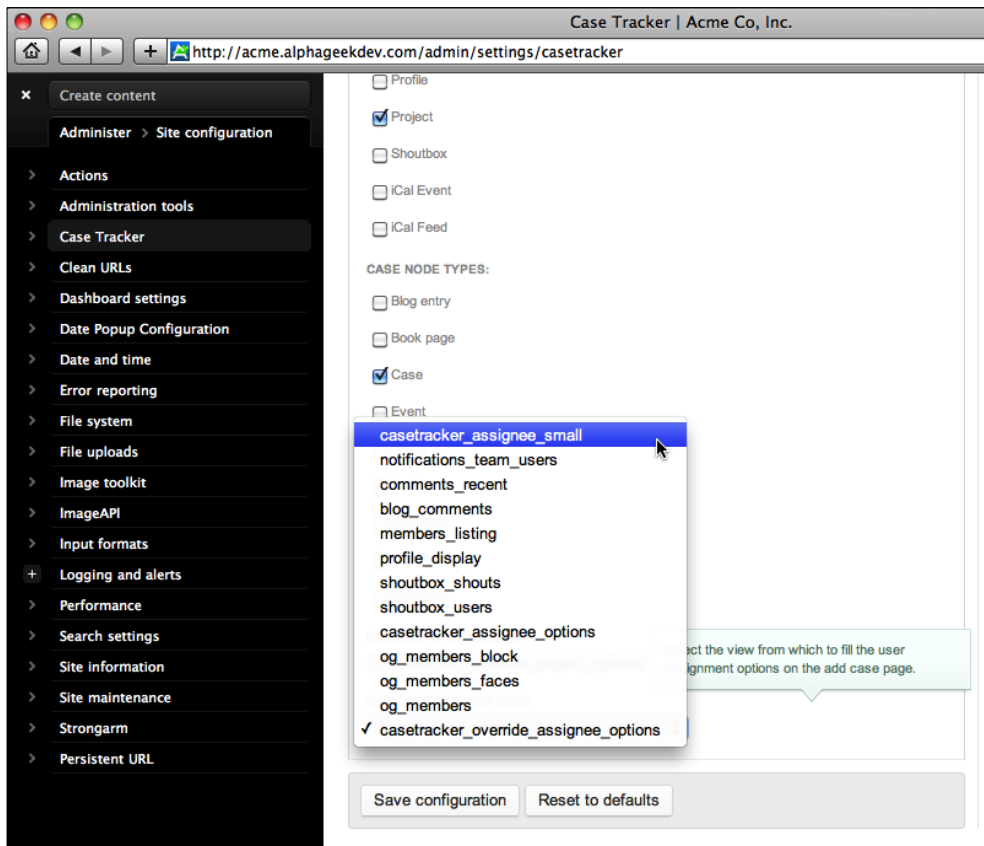 Case Tracker | Acme Co, Inc.
http://acme.alphageekdev.com/admin/settings/casetracker
Create content
Administer > Site configuration
Actions
Administration tools
Case Tracker
Clean URLs
Dashboard settings
Date Popup Configuration
Date and time
Error reporting
File system
File uploads
Image toolkit
ImageAPI
Input formats
Logging and alerts
Performance
Search settings
Site information
Site maintenance
Strongarm
Persistent URL
Profile
Project
Shoutbox
iCal Event
iCal Feed
CASE NODE TYPES:
Blog entry
Book page
Case
Event
casetracker_assignee_small
notifications_team_users
comments_recent
blog_comments
members_listing
profile_display
shoutbox_shouts
shoutbox_users
casetracker_assignee_options
og_members_block
og_members_faces
og_members
casetracker_override_assignee_options
the view from which to fill the user
options on the add case page.
Save configuration
Reset to defaults